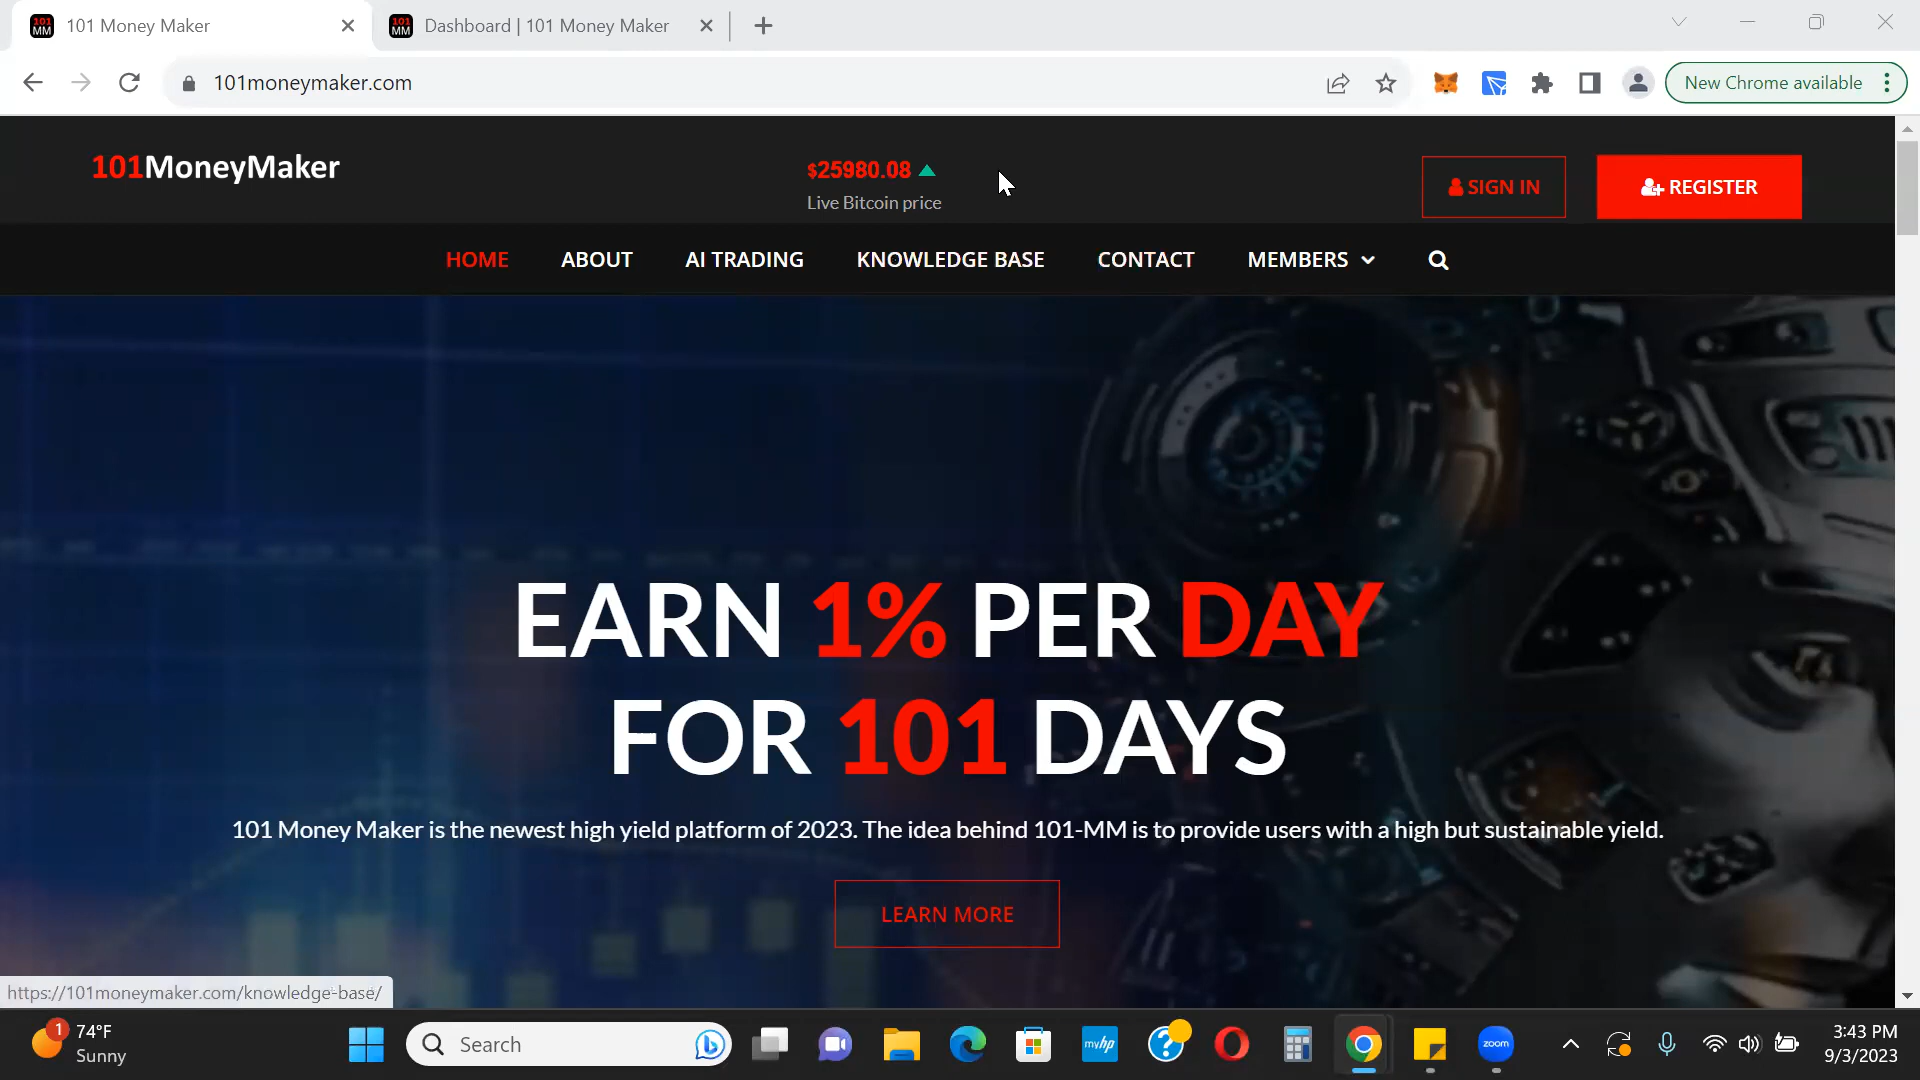 101 Money Maker
Dashboard | 101 Money Maker
101moneymaker.com
New Chrome available
101MoneyMaker
$25980.08
Live Bitcoin price
SIGN IN
REGISTER
HOME
ABOUT
AI TRADING
KNOWLEDGE BASE
CONTACT
MEMBERS
EARN 1% PER DAY
FOR 101 DAYS
101 Money Maker is the newest high yield platform of 2023. The idea behind 101-MM is to provide users with a high but sustainable yield.
LEARN MORE
https://101moneymaker.com/knowledge-base/
1
74°F
Sunny
Search
myhp
zoom
3:43 PM
9/3/2023